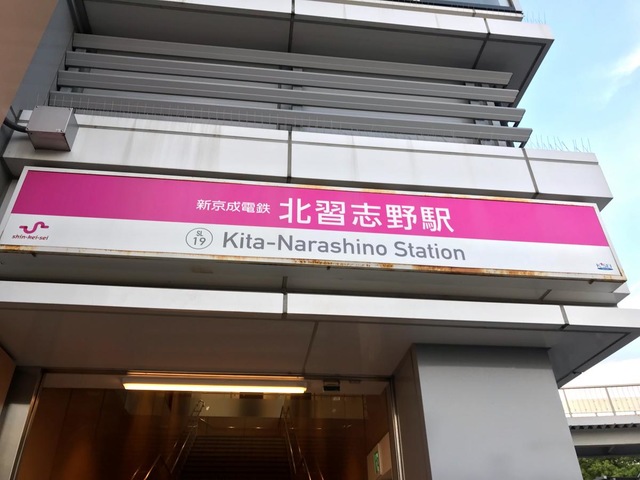 新京成電鉄 北習志野駅
SL
19
Kita-Narashino Station
shin-kei-sei